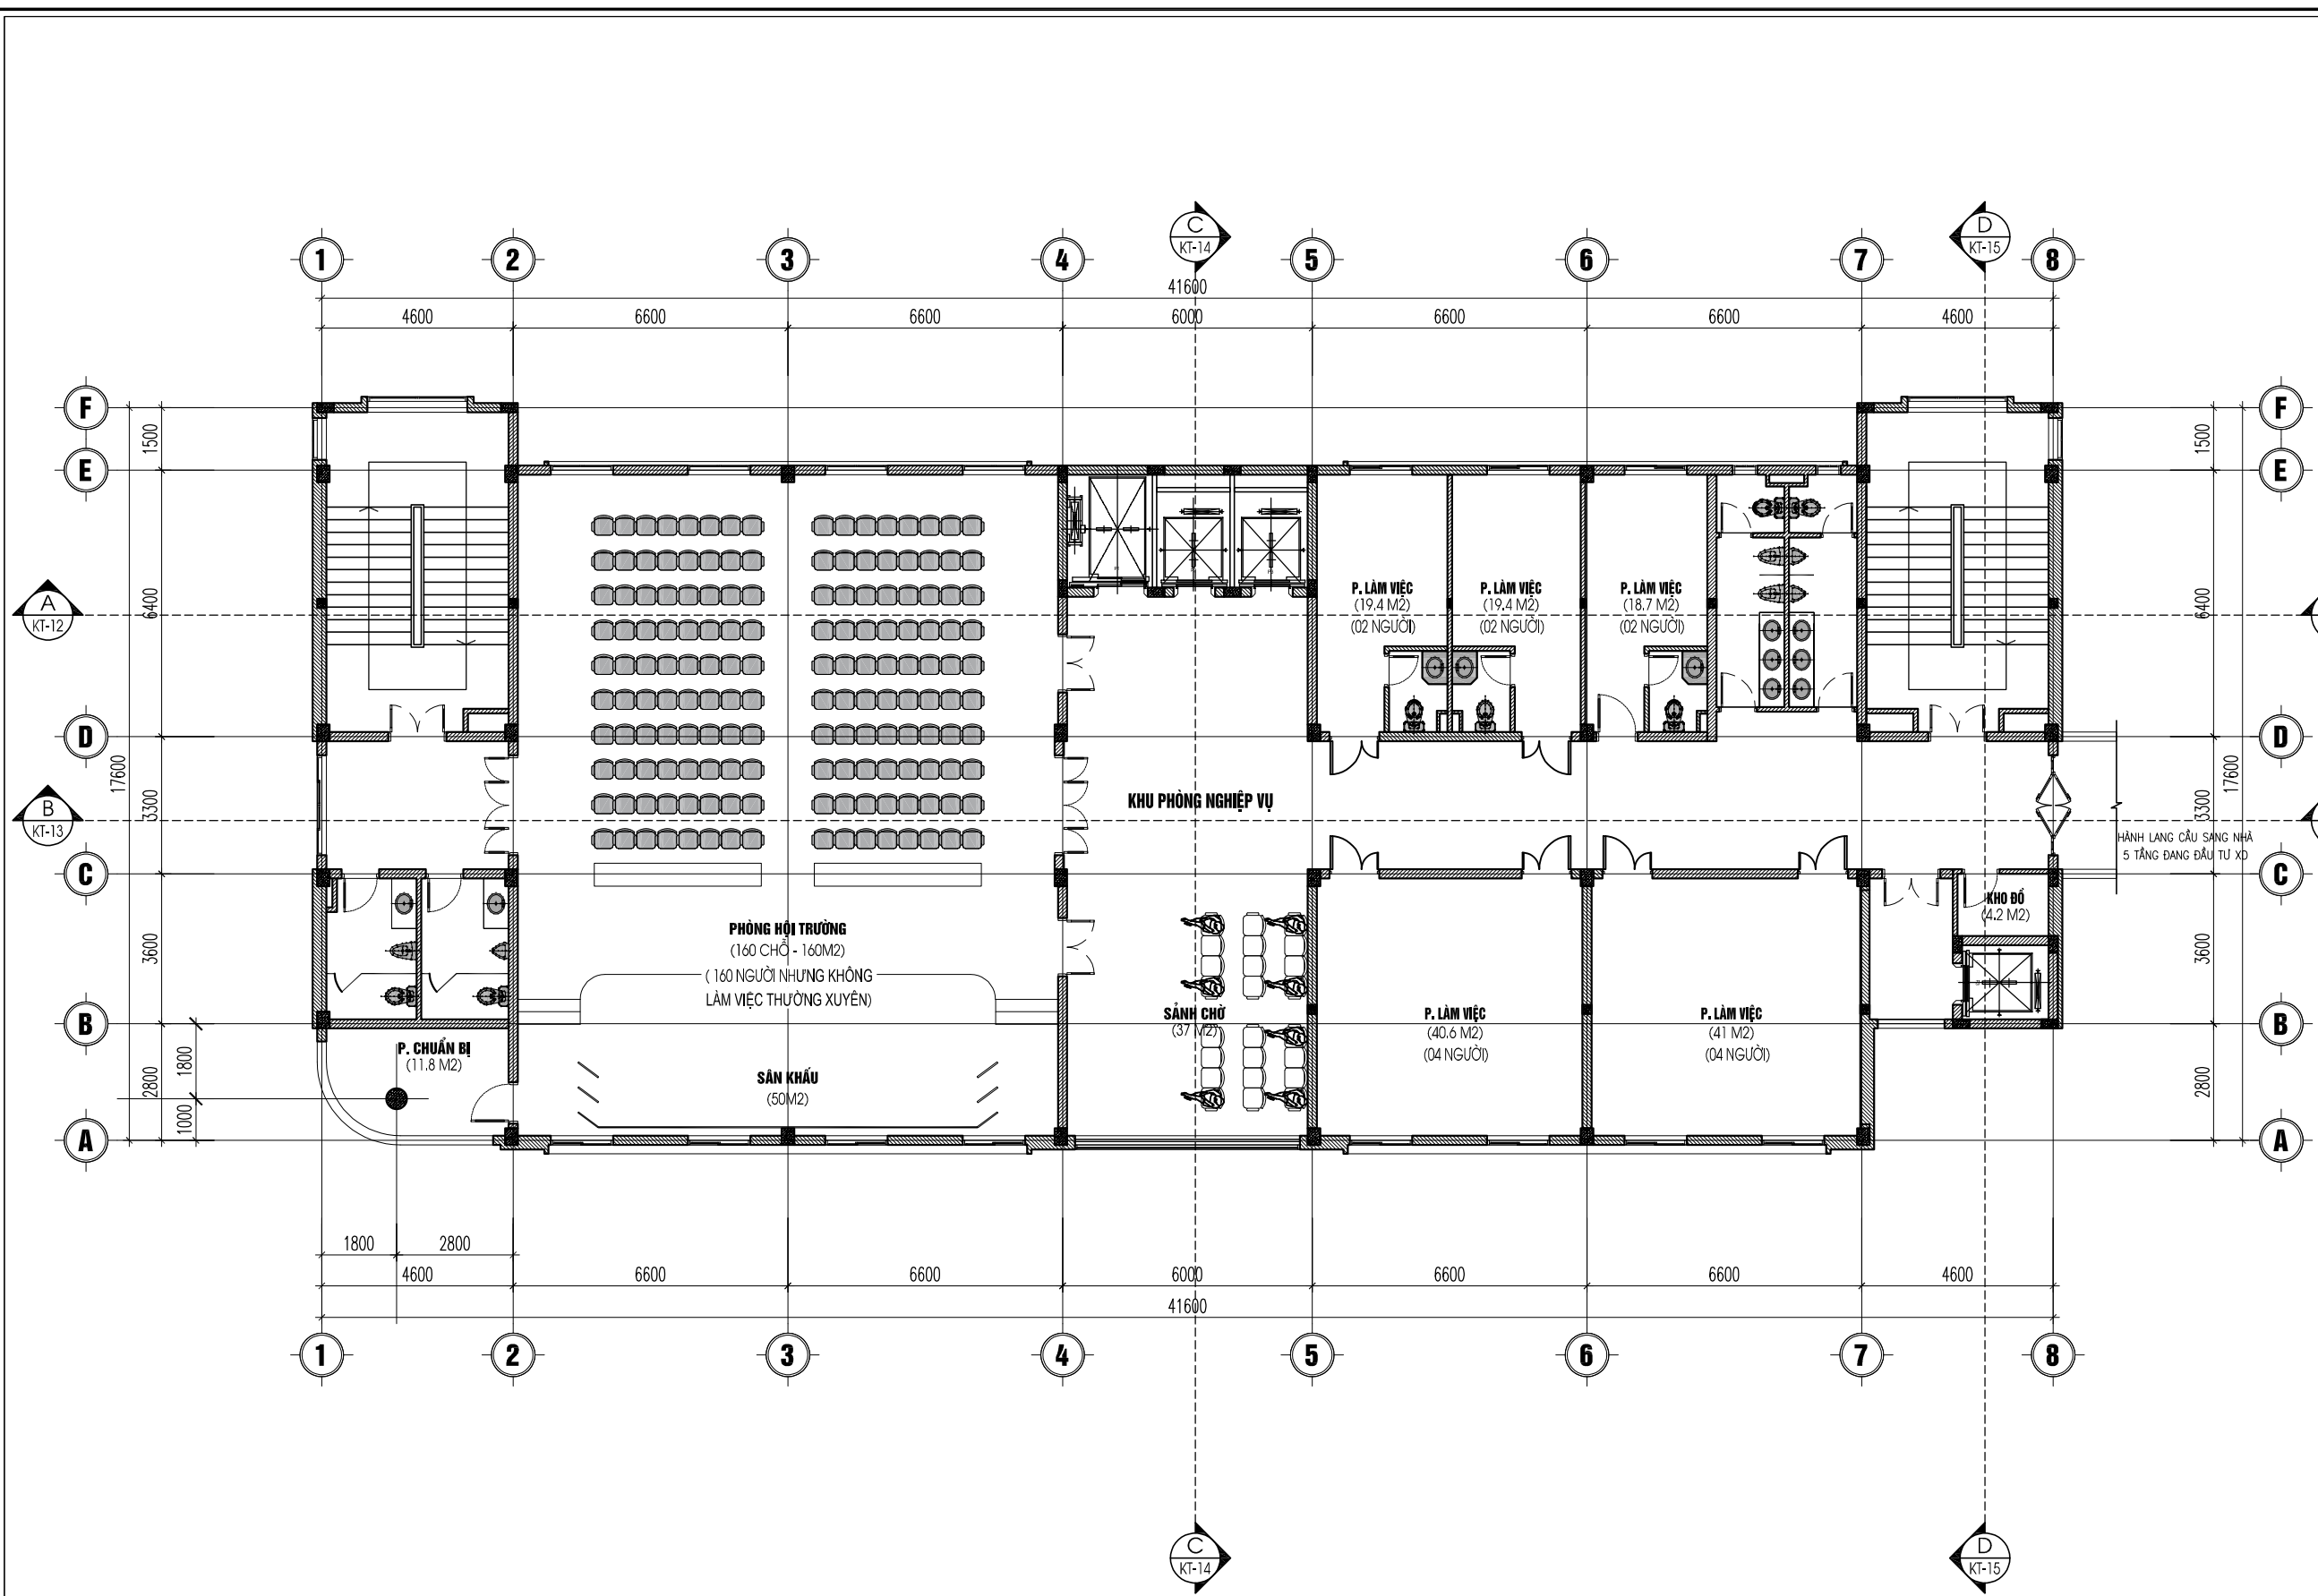 C
KT-14
D
KT-15
1
2
3
4
5
6
7
8
41600
4600
6600
6600
6000
6600
6600
4600
F
F
1500
1500
E
E
A
KT-12
6400
6400
P. LÀM VIỆC
(19.4 M2)
(02 NGƯỜI)
P. LÀM VIỆC
(19.4 M2)
(02 NGƯỜI)
P. LÀM VIỆC
(18.7 M2)
(02 NGƯỜI)
D
D
17600
17600
B
KT-13
3300
3300
KHU PHÒNG NGHIỆP VỤ
HÀNH LANG CẦU SANG NHÀ
5 TẦNG ĐANG ĐẦU TƯ XD
C
C
KHO ĐỒ
(4.2 M2)
3600
3600
PHÒNG HỘI TRƯỜNG
(160 CHỖ - 160M2)
( 160 NGƯỜI NHƯNG KHÔNG
LÀM VIỆC THƯỜNG XUYÊN)
SẢNH CHỜ
(37 M2)
P. LÀM VIỆC
(40.6 M2)
(04 NGƯỜI)
P. LÀM VIỆC
(41 M2)
(04 NGƯỜI)
B
B
P. CHUẨN BỊ
(11.8 M2)
SÂN KHẤU
(50M2)
2800
1800
1000
2800
A
A
1800
2800
4600
6600
6600
6000
6600
6600
4600
41600
1
2
3
4
5
6
7
8
C
KT-14
D
KT-15